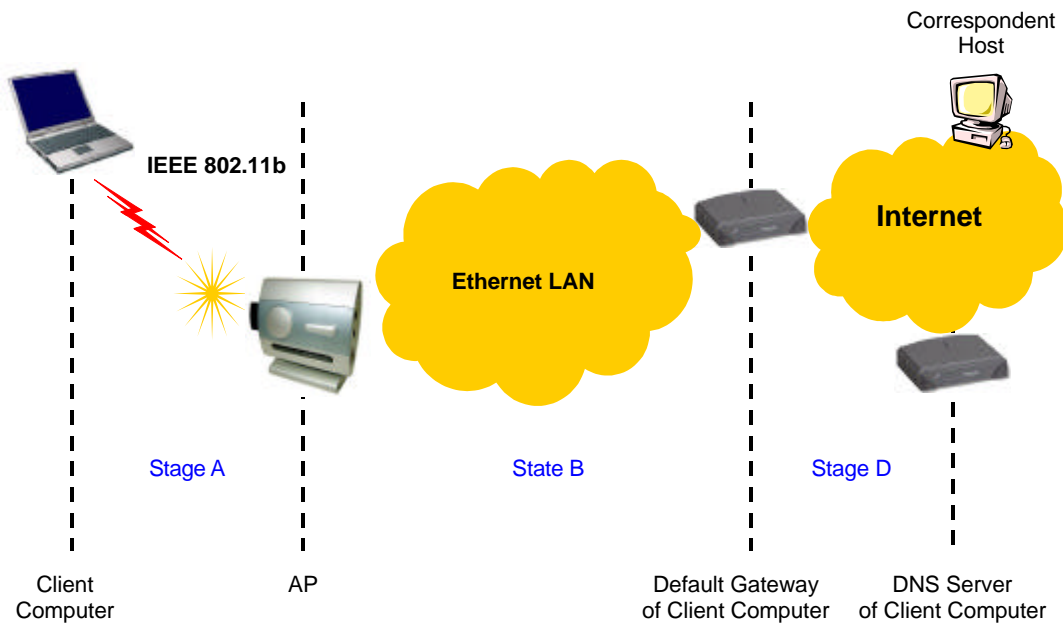 Correspondent
Host
IEEE 802.11b
Internet
Ethernet LAN
Stage A
State B
Stage D
Client
Computer
AP
Default Gateway
of Client Computer
DNS Server
of Client Computer